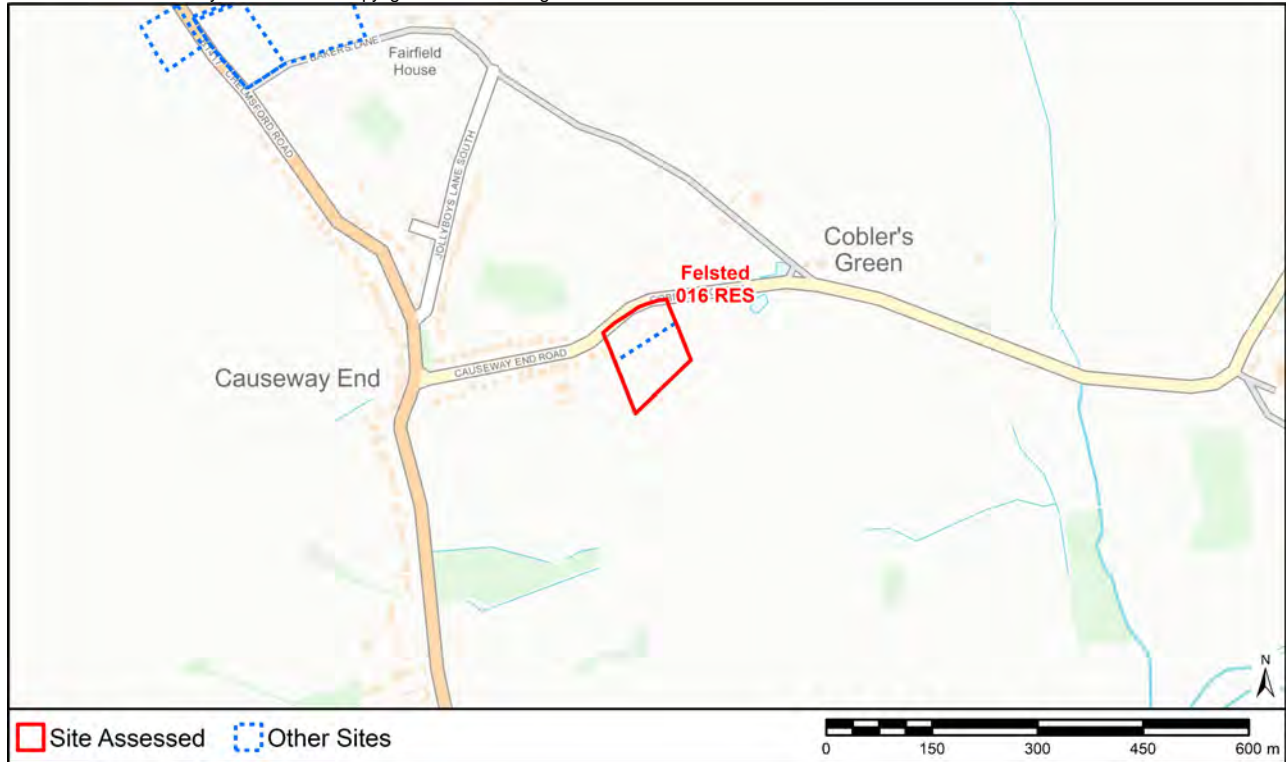 BAKERS LANE
Fairfield
House
CHELMSFORD ROAD
JOLLYBOYS LANE SOUTH
Cobler's
Green
Felsted
016 RES
CAUSEWAY END ROAD
Causeway End
N
Site Assessed
Other Sites
0 150 300 450 600 m